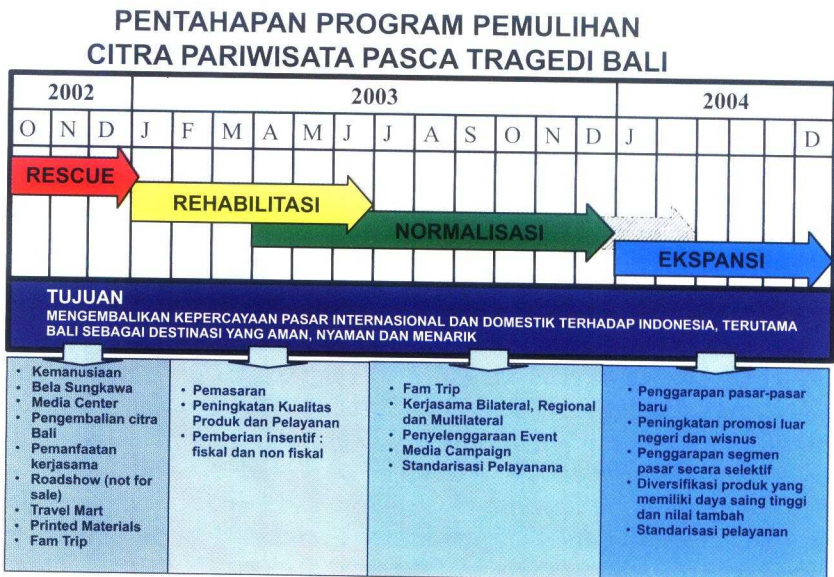 PENTAHAPAN PROGRAM PEMULIHAN
CITRA PARIWISATA PASCA TRAGEDI BALI
2002 2003 2004
O N D J F M A M J J A S O N D J D
RESCUE
REHABILITASI
NORMALISASI
EKSPANSI
TUJUAN
MENGEMBALIKAN KEPERCAYAAN PASAR INTERNASIONAL DAN DOMESTIK TERHADAP INDONESIA, TERUTAMA
BALI SEBAGAI DESTINASI YANG AMAN, NYAMAN DAN MENARIK
• Kemanusiaan
• Bela Sungkawa
• Media Center
• Pengembalian citra
Bali
• Pemanfaatan
kerjasama
• Roadshow (not for
sale)
• Travel Mart
• Printed Materials
• Fam Trip
• Pemasaran
• Peningkatan Kualitas
Produk dan Pelayanan
• Pemberian insentif :
fiskal dan non fiskal
• Fam Trip
• Kerjasama Bilateral, Regional
dan Multilateral
• Penyelenggaraan Event
• Media Campaign
• Standarisasi Pelayanana
• Penggarapan pasar-pasar
baru
• Peningkatan promosi luar
negeri dan wisnus
• Penggarapan segmen
pasar secara selektif
• Diversifikasi produk yang
memiliki daya saing tinggi
dan nilai tambah
• Standarisasi pelayanan